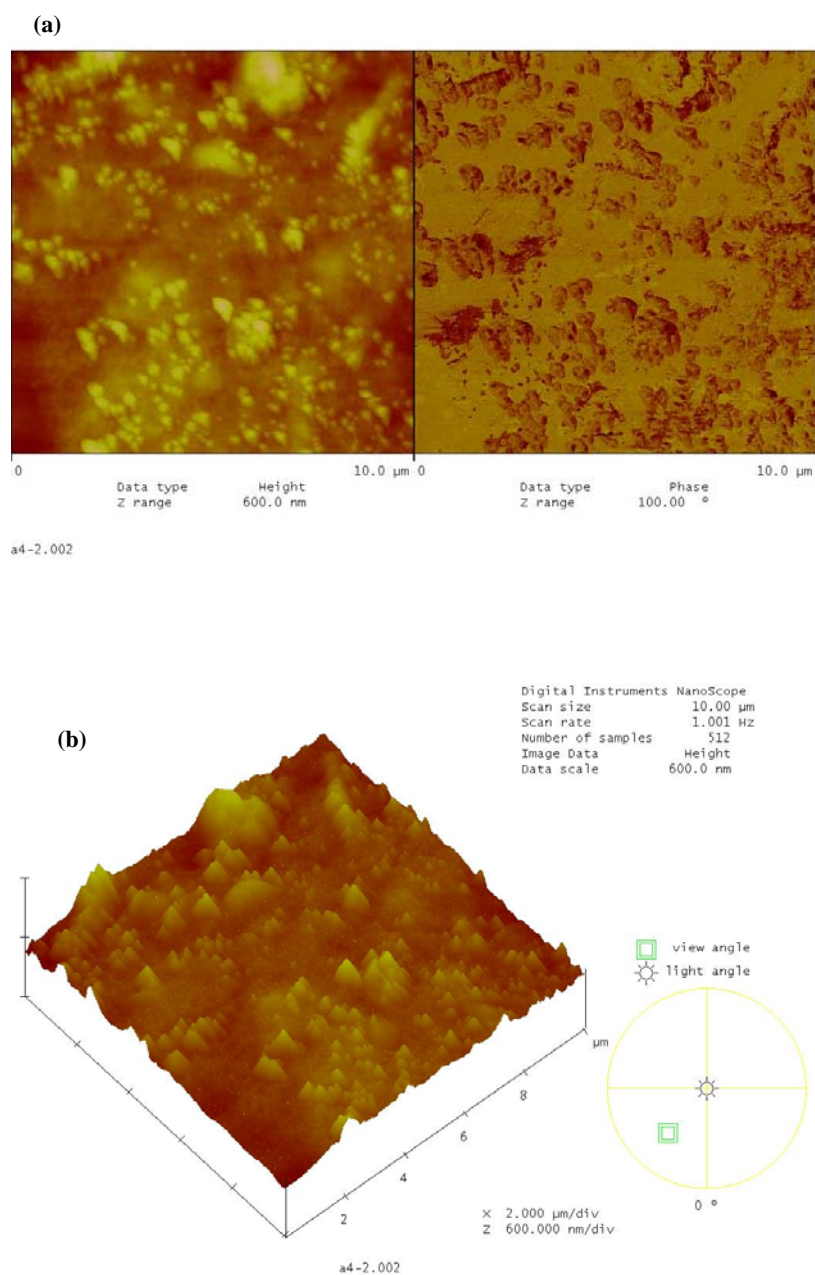 (a)
0 10.0 µm 0 10.0 µm
Data type Height Data type Phase
Z range 600.0 nm Z range 100.00 º
a4-2.002
Digital Instruments NanoScope
Scan size 10.00 µm
Scan rate 1.001 Hz
Number of samples 512
Image Data Height
Data scale 600.0 nm
(b)
view angle
light angle
µm
8
6
4
2
0 º
X 2.000 µm/div
Z 600.000 nm/div
a4-2.002